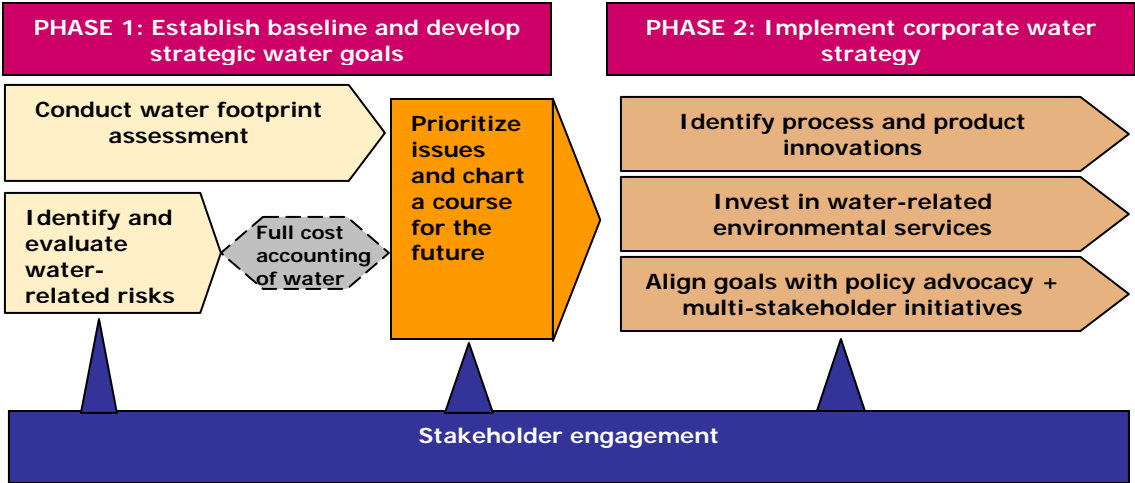 PHASE 1: Establish baseline and develop
strategic water goals
PHASE 2: Implement corporate water
strategy
Conduct water footprint
assessment
Identify and
evaluate
water-
related risks
Full cost
accounting
of water
Prioritize
issues
and chart
a course
for the
future
Identify process and product
innovations
Invest in water-related
environmental services
Align goals with policy advocacy +
multi-stakeholder initiatives
Stakeholder engagement